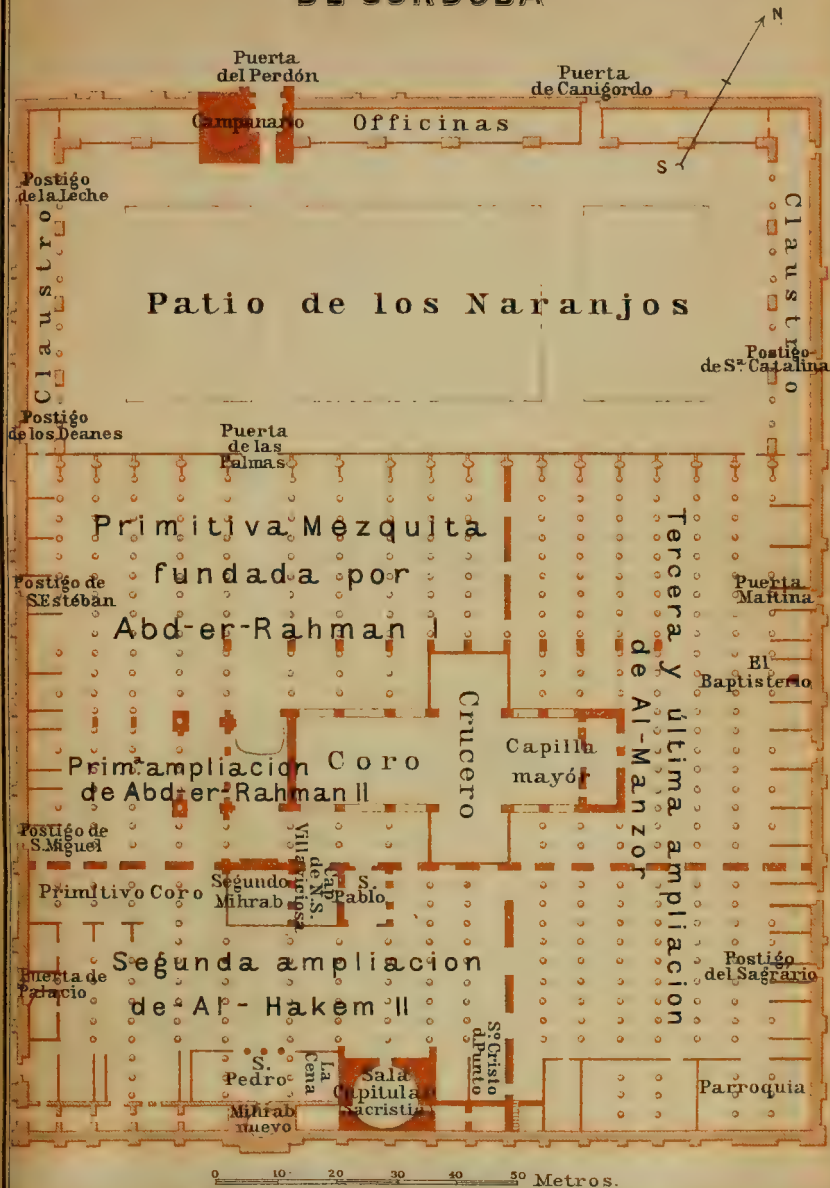 DE CORDOBA
N
S
Puerta
del Perdón
Puerta
de Canigordo
Campanario
Officinas
Postigo
de la Leche
Claustro
Claustro
Patio de los Naranjos
Postigo
de Sª. Catalina
Postigo
de los Deanes
Puerta
de las
Palmas
Primitiva Mezquita
fundada por
Abd-er-Rahman I
Tercera y última ampliacion
de Al-Manzor
Postigo de
S.Estéban
Puerta
Martina
El
Baptisterio
Crucero
Coro
Capilla
mayór
Prim.ª ampliacion
de Abd-er-Rahman II
Postigo de
S.Miguel
Primitivo Coro
Segundo
Mihrab
Cap.
de N.S.
Villaviciosa
S.
Pablo
Puerta de
Palacio
Segunda ampliacion
de Al-Hakem II
Postigo
del Sagrario
S.
Pedro
La
Cena
Sala
Capitular
Sacristia
Sº. Cristo
d. Punto
Parroquia
Mihrab
nuevo
0 10 20 30 40 50 Metros.